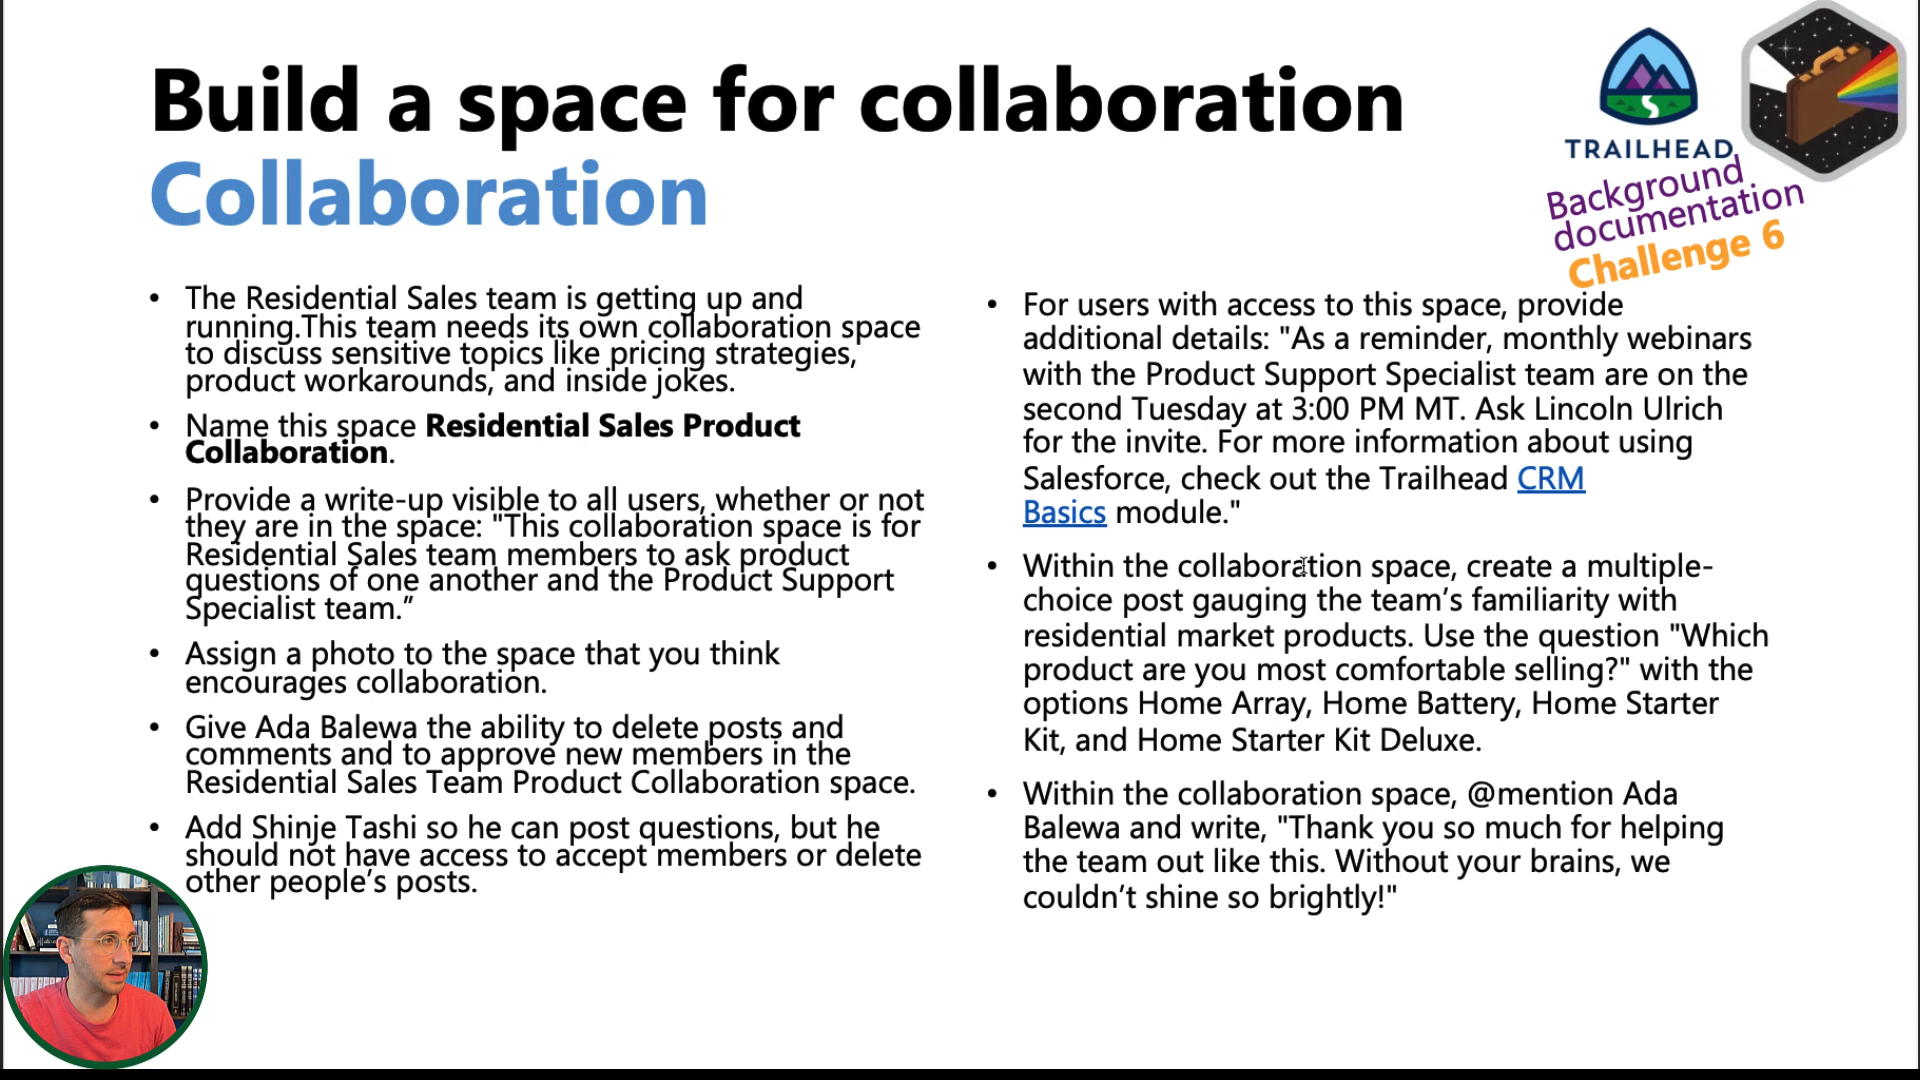 Build a space for collaboration
Collaboration
TRAILHEAD
Background
documentation
Challenge 6
• The Residential Sales team is getting up and
running.This team needs its own collaboration space
to discuss sensitive topics like pricing strategies,
product workarounds, and inside jokes.
• Name this space Residential Sales Product
Collaboration.
• Provide a write-up visible to all users, whether or not
they are in the space: "This collaboration space is for
Residential Sales team members to ask product
questions of one another and the Product Support
Specialist team.”
• Assign a photo to the space that you think
encourages collaboration.
• Give Ada Balewa the ability to delete posts and
comments and to approve new members in the
Residential Sales Team Product Collaboration space.
• Add Shinje Tashi so he can post questions, but he
should not have access to accept members or delete
other people’s posts.
• For users with access to this space, provide
additional details: "As a reminder, monthly webinars
with the Product Support Specialist team are on the
second Tuesday at 3:00 PM MT. Ask Lincoln Ulrich
for the invite. For more information about using
Salesforce, check out the Trailhead CRM
Basics module."
• Within the collaboration space, create a multiple-
choice post gauging the team’s familiarity with
residential market products. Use the question "Which
product are you most comfortable selling?" with the
options Home Array, Home Battery, Home Starter
Kit, and Home Starter Kit Deluxe.
• Within the collaboration space, @mention Ada
Balewa and write, "Thank you so much for helping
the team out like this. Without your brains, we
couldn’t shine so brightly!"